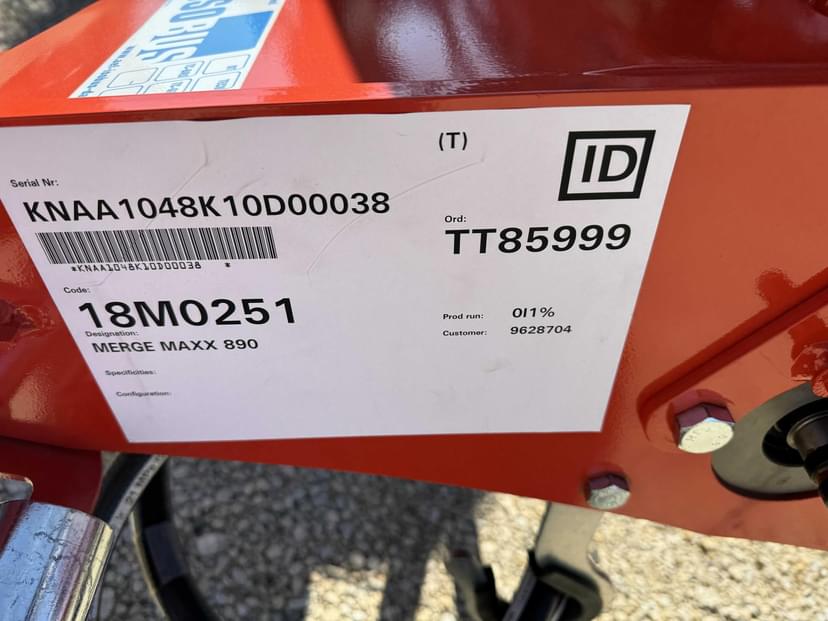 (T)
ID
Serial Nr:
KNAA1048K10D00038
*KNAA1048K10D00038 *
Ord:
TT85999
Code:
18M0251
Prod run: 0I1%
Customer: 9628704
Designation:
MERGE MAXX 890
Specificities:
Configuration: